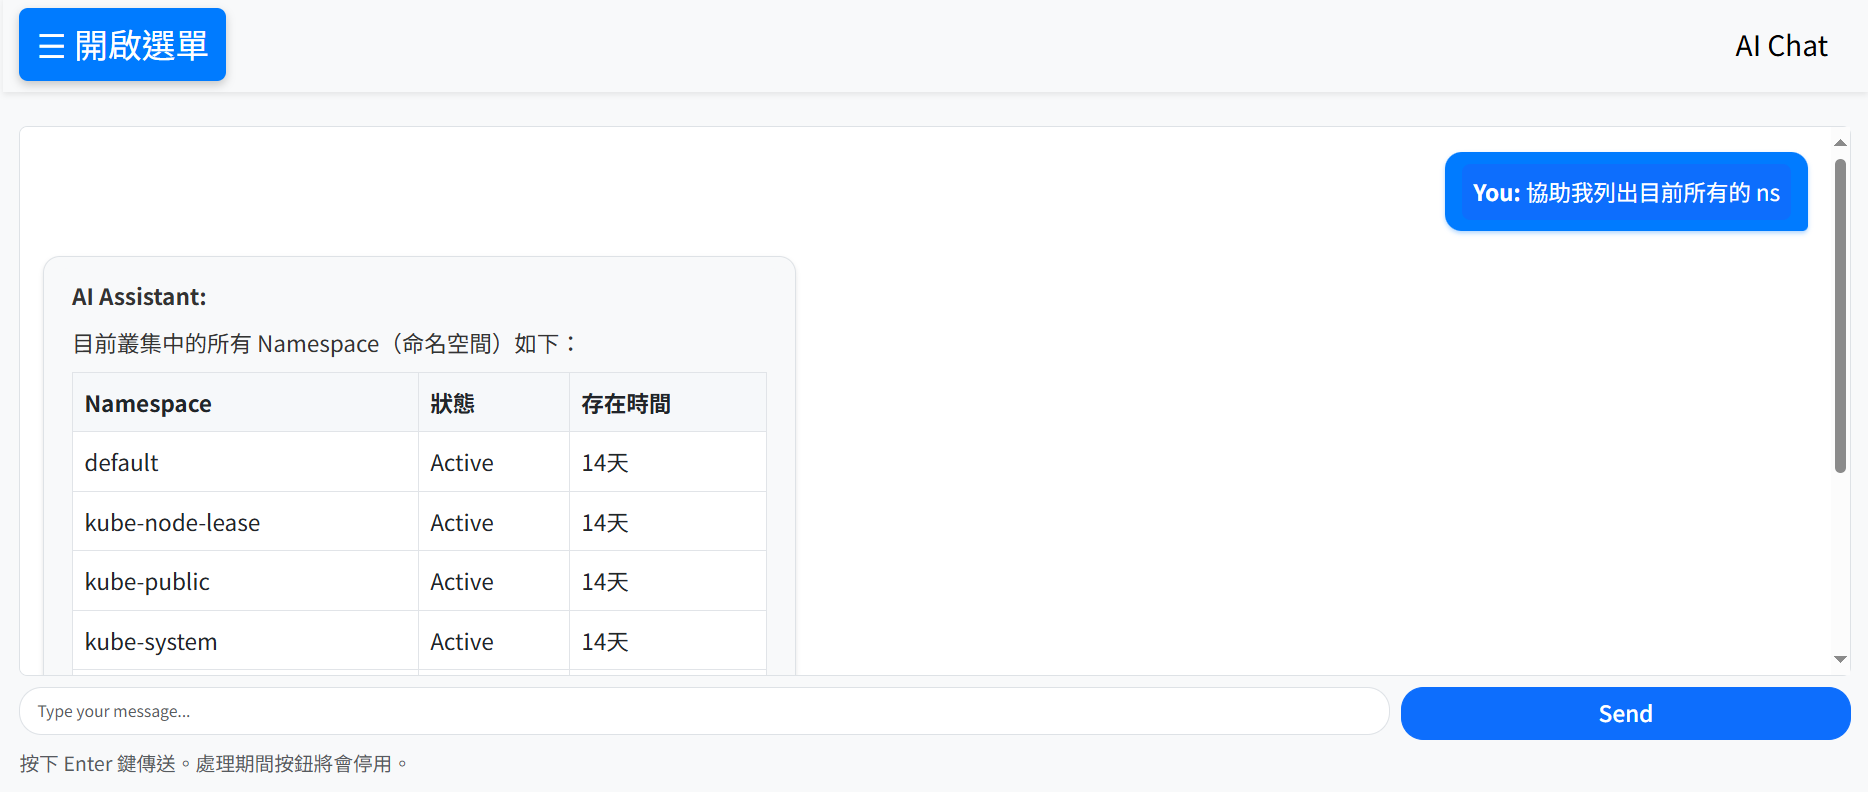 ☰ 開啟選單
AI Chat
You: 協助我列出目前所有的 ns
AI Assistant:
目前叢集中的所有 Namespace（命名空間）如下：
Namespace 狀態 存在時間
default Active 14天
kube-node-lease Active 14天
kube-public Active 14天
kube-system Active 14天
Type your message...
Send
按下 Enter 鍵傳送。處理期間按鈕將會停用。